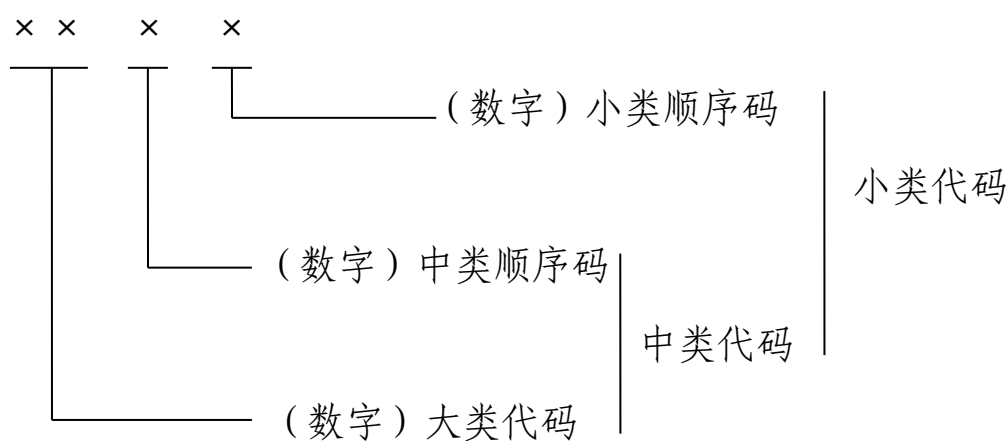 × × × ×
（数字）小类顺序码
小类代码
（数字）中类顺序码
中类代码
（数字）大类代码